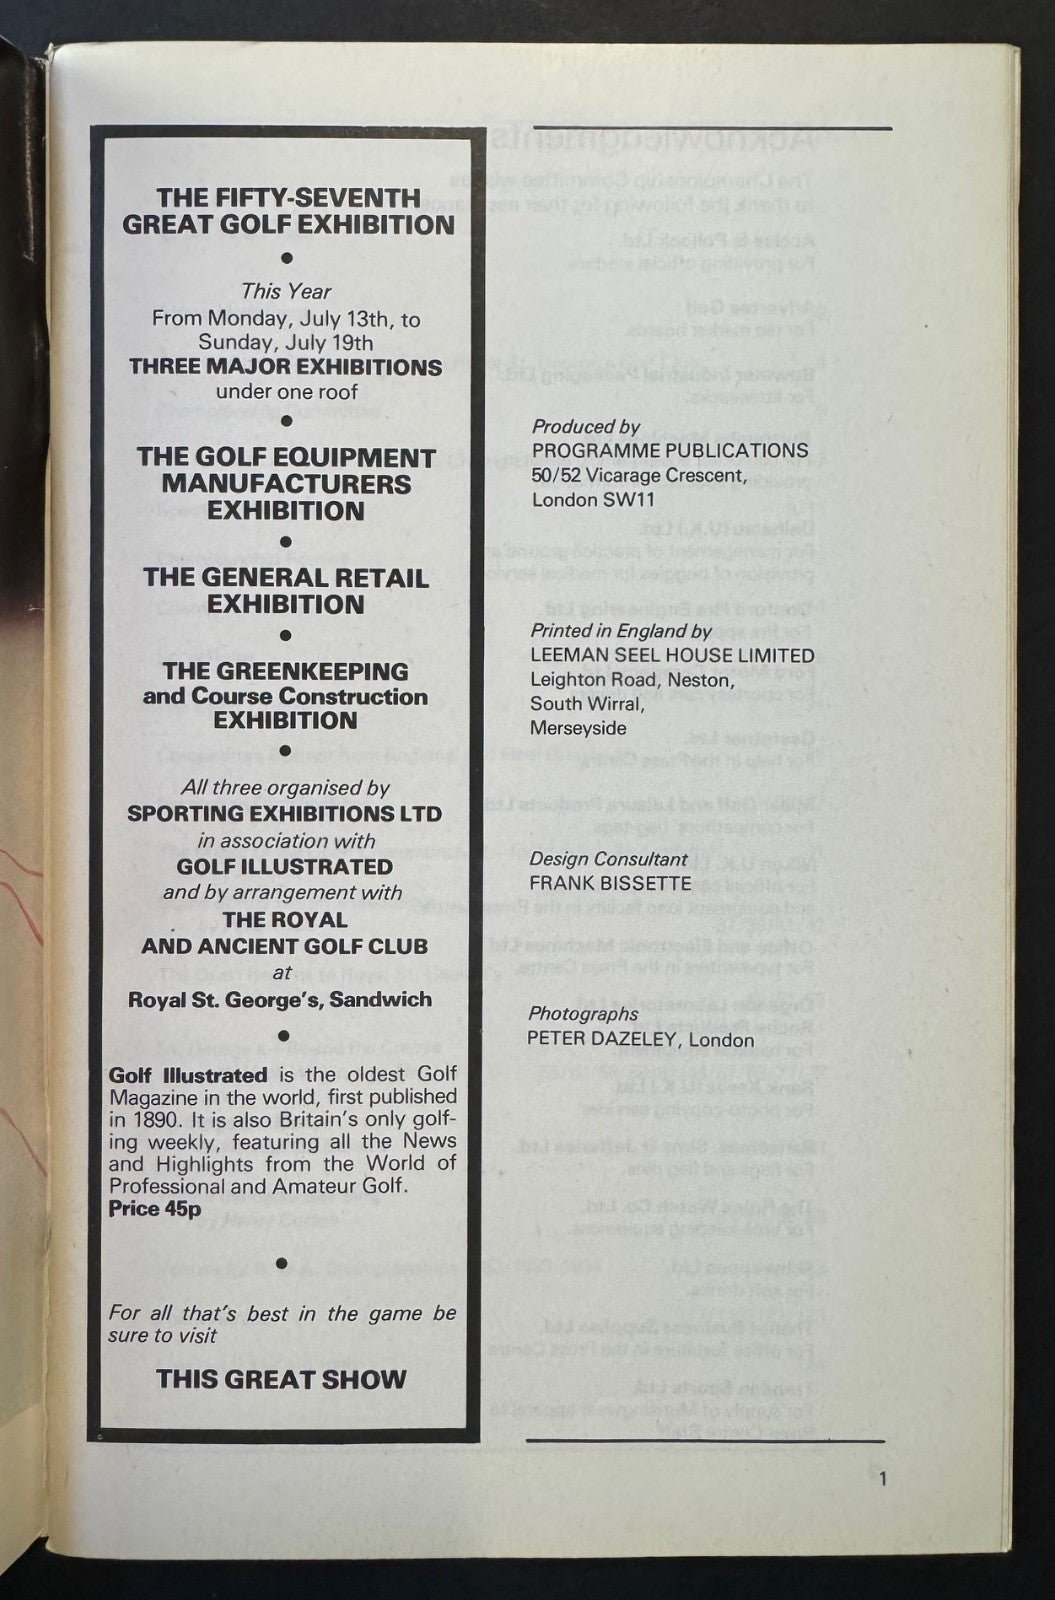 THE FIFTY-SEVENTH
GREAT GOLF EXHIBITION
●
This Year
From Monday, July 13th, to
Sunday, July 19th
THREE MAJOR EXHIBITIONS
under one roof
●
THE GOLF EQUIPMENT
MANUFACTURERS
EXHIBITION
●
THE GENERAL RETAIL
EXHIBITION
●
THE GREENKEEPING
and Course Construction
EXHIBITION
●
All three organised by
SPORTING EXHIBITIONS LTD
in association with
GOLF ILLUSTRATED
and by arrangement with
THE ROYAL
AND ANCIENT GOLF CLUB
at
Royal St. George's, Sandwich
●
Golf Illustrated is the oldest Golf
Magazine in the world, first published
in 1890. It is also Britain's only golf-
ing weekly, featuring all the News
and Highlights from the World of
Professional and Amateur Golf.
Price 45p
●
For all that's best in the game be
sure to visit
THIS GREAT SHOW
Produced by
PROGRAMME PUBLICATIONS
50/52 Vicarage Crescent,
London SW11
Printed in England by
LEEMAN SEEL HOUSE LIMITED
Leighton Road, Neston,
South Wirral,
Merseyside
Design Consultant
FRANK BISSETTE
Photographs
PETER DAZELEY, London
1